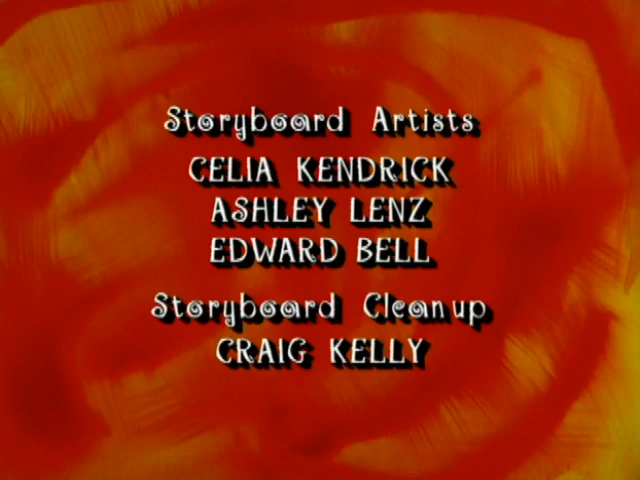 Storyboard Artists
CELIA KENDRICK
ASHLEY LENZ
EDWARD BELL
Storyboard Cleanup
CRAIG KELLY